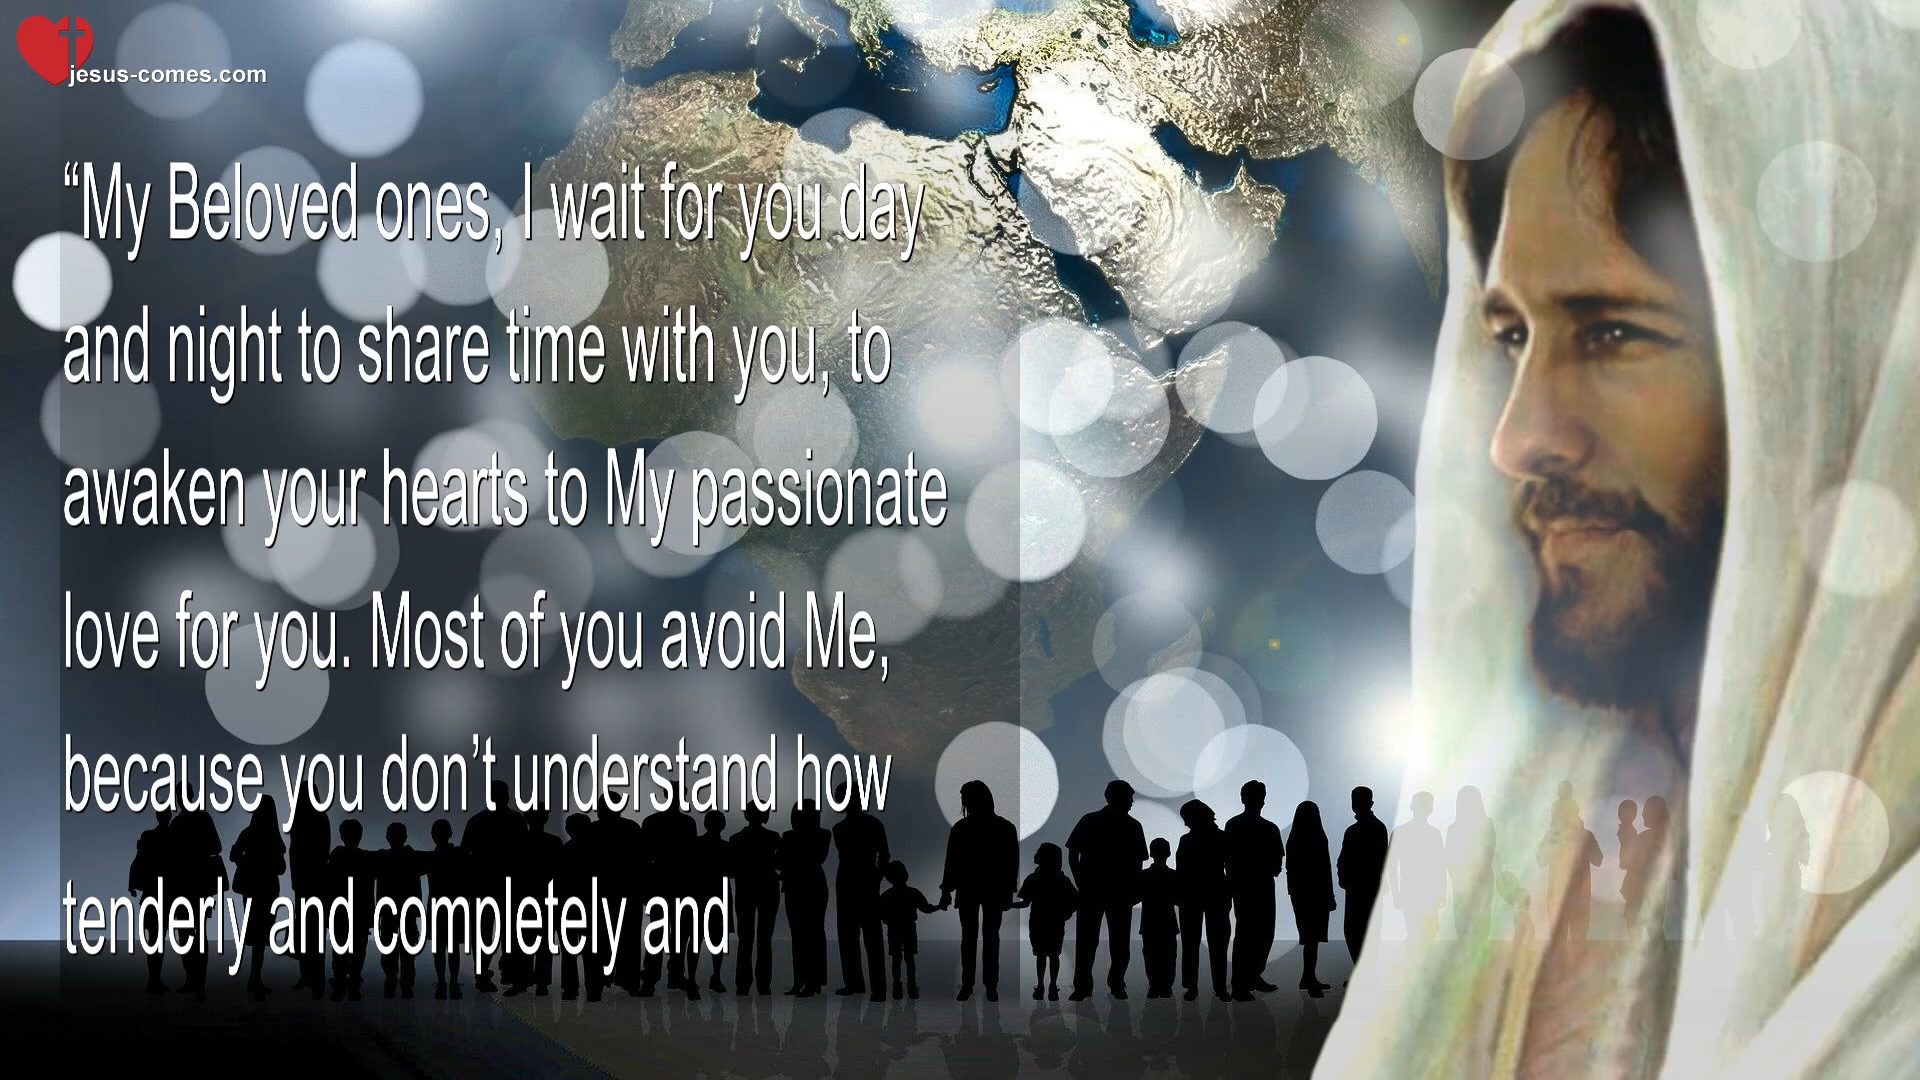 jesus-comes.com
“My Beloved ones, I wait for you day
and night to share time with you, to
awaken your hearts to My passionate
love for you. Most of you avoid Me,
because you don’t understand how
tenderly and completely and